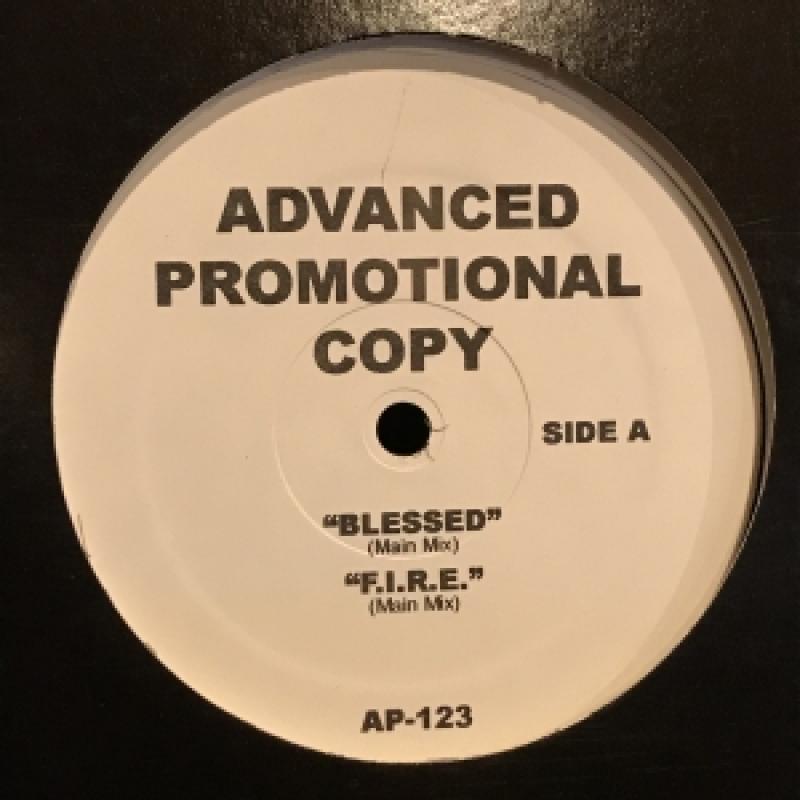 ADVANCED
PROMOTIONAL
COPY
SIDE A
“BLESSED”
(Main Mix)
“F.I.R.E.”
(Main Mix)
AP-123